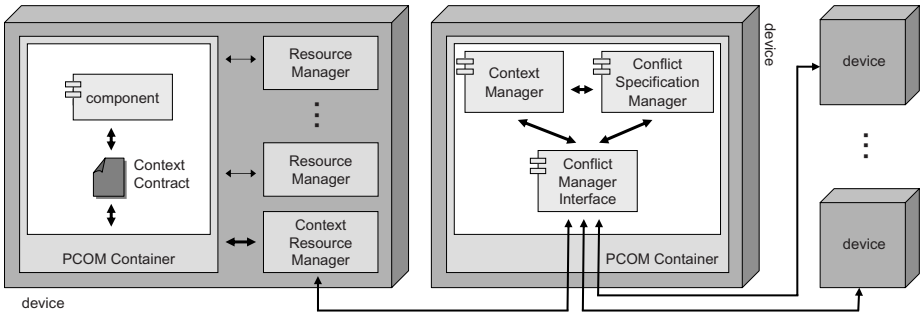 component
Context
Contract
PCOM Container
Resource
Manager
Resource
Manager
Context
Resource
Manager
device
Context
Manager
Conflict
Specification
Manager
Conflict
Manager
Interface
PCOM Container
device
device
device